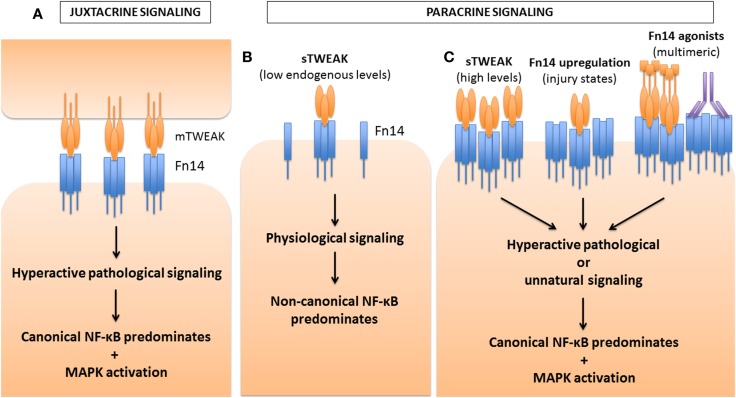 A
JUXTACRINE SIGNALING
mTWEAK
Fn14
Hyperactive pathological signaling
Canonical NF-κB predominates
+
MAPK activation
PARACRINE SIGNALING
B
sTWEAK
(low endogenous levels)
Fn14
Physiological signaling
Non-canonical NF-κB
predominates
C
sTWEAK
(high levels)
Fn14 upregulation
(injury states)
Fn14 agonists
(multimeric)
Hyperactive pathological
or
unnatural signaling
Canonical NF-κB predominates
+
MAPK activation